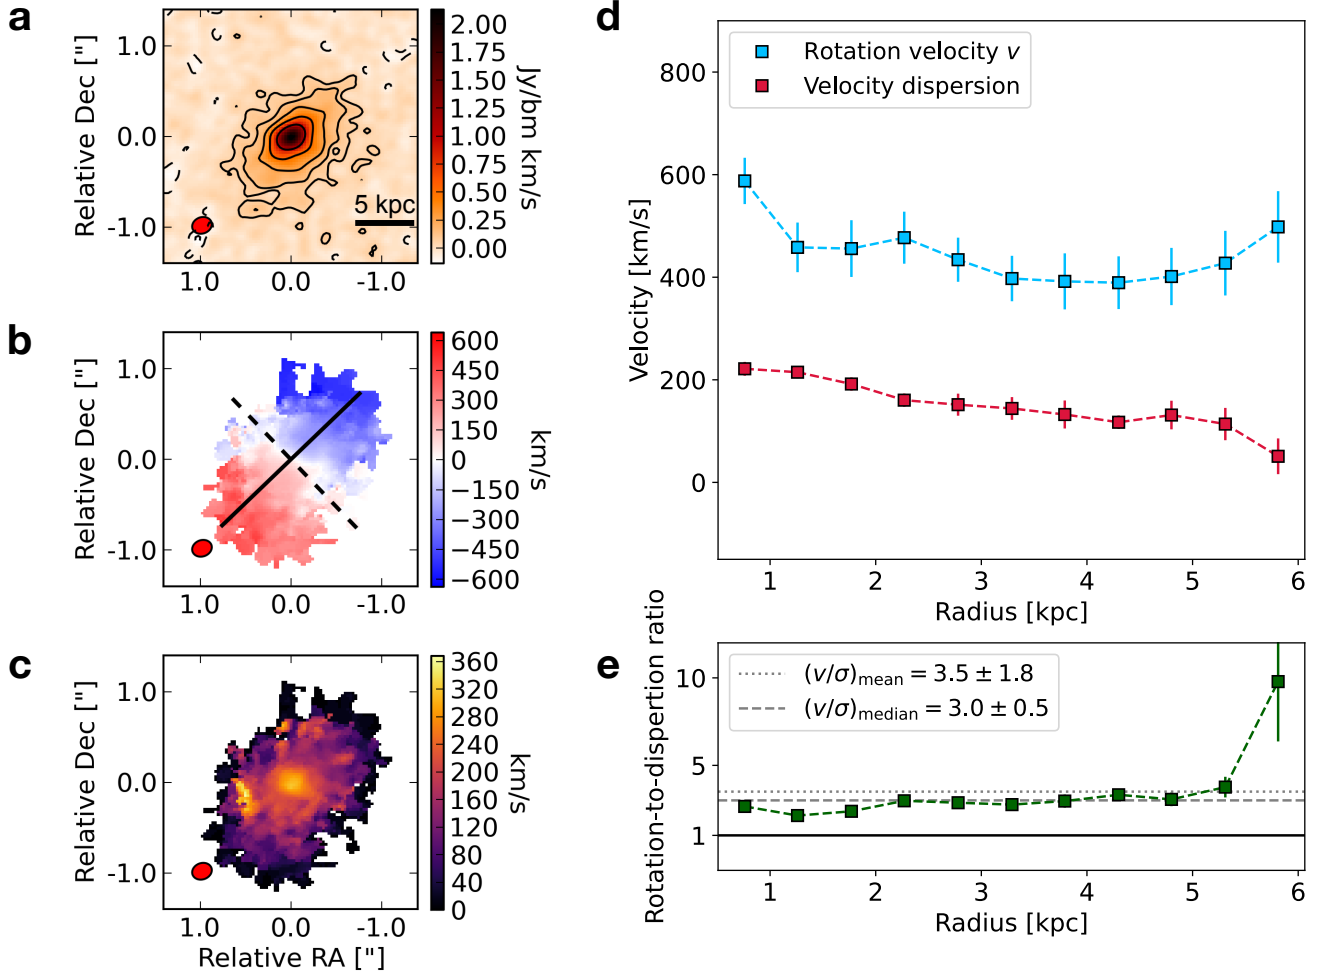 a
1.0
0.0
-1.0
Relative Dec ["]
1.0
0.0
-1.0
5 kpc
2.00
1.75
1.50
1.25
1.00
0.75
0.50
0.25
0.00
Jy/bm km/s
b
1.0
0.0
-1.0
Relative Dec ["]
1.0
0.0
-1.0
600
450
300
150
0
−150
−300
−450
−600
km/s
c
1.0
0.0
-1.0
Relative Dec ["]
1.0
0.0
-1.0
Relative RA ["]
360
320
280
240
200
160
120
80
40
0
km/s
d
Rotation velocity v
Velocity dispersion
800
600
400
200
0
Velocity [km/s]
1 2 3 4 5 6
Radius [kpc]
e
(v/σ)mean = 3.5 ± 1.8
(v/σ)median = 3.0 ± 0.5
10
5
1
Rotation-to-dispertion ratio
1 2 3 4 5 6
Radius [kpc]